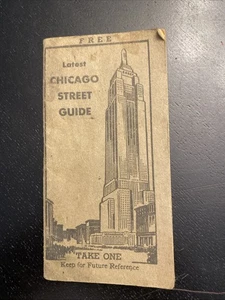 FREE
Latest
CHICAGO
STREET
GUIDE
TAKE ONE
Keep for Future Reference